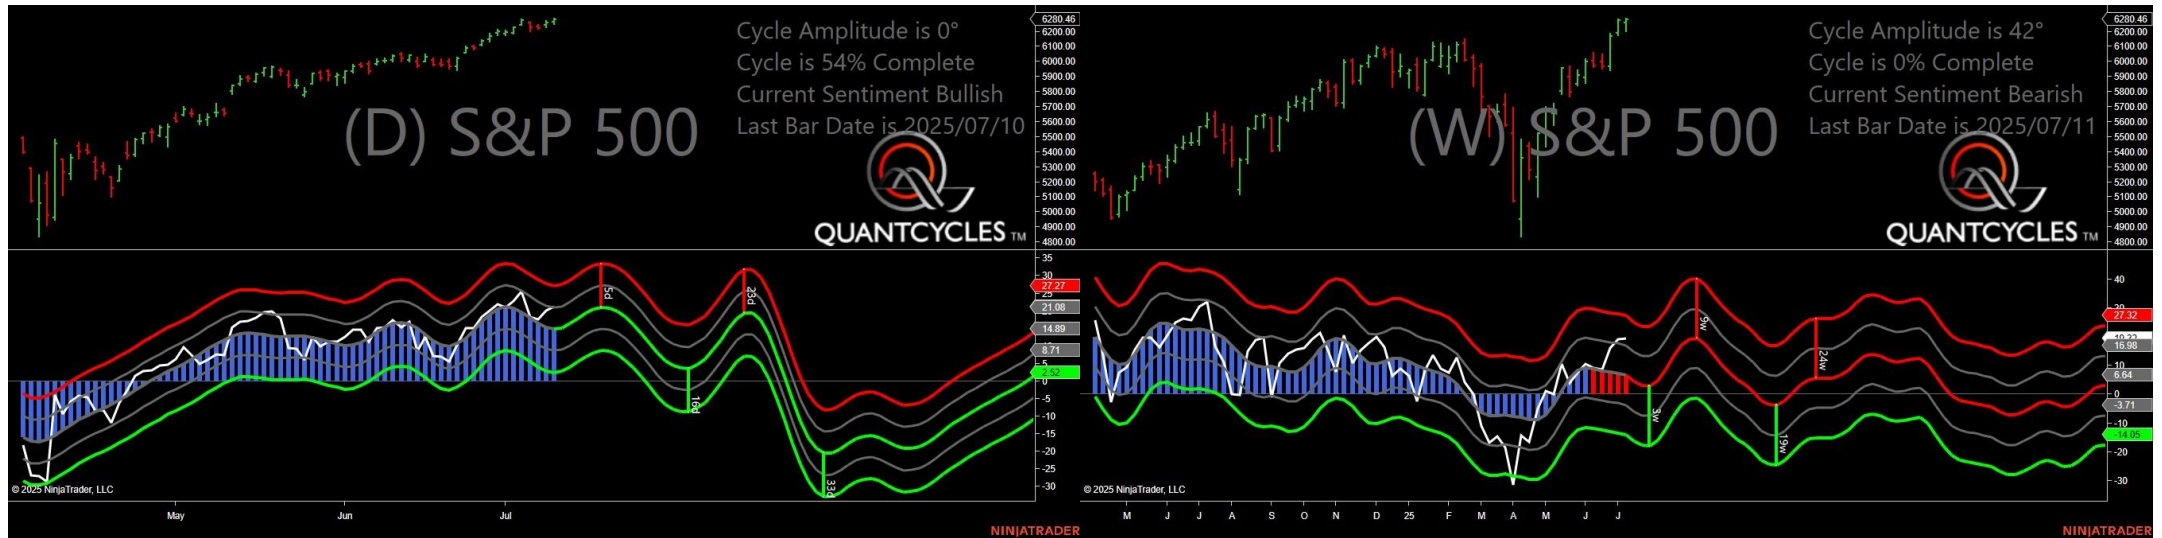 Cycle Amplitude is 0°
Cycle is 54% Complete
Current Sentiment Bullish
Last Bar Date is 2025/07/10
(D) S&P 500
QUANTCYCLES TM
6280.46
6200.00
6100.00
6000.00
5900.00
5800.00
5700.00
5600.00
5500.00
5400.00
5300.00
5200.00
5100.00
5000.00
4900.00
4800.00
35
30
27.27
25
21.08
14.89
8.71
5
2.52
0
-5
-10
-15
-20
-25
-30
5d
16d
23d
33d
© 2025 NinjaTrader, LLC
May Jun Jul
NINJATRADER
Cycle Amplitude is 42°
Cycle is 0% Complete
Current Sentiment Bearish
Last Bar Date is 2025/07/11
(W) S&P 500
QUANTCYCLES TM
6280.46
6200.00
6100.00
6000.00
5900.00
5800.00
5700.00
5600.00
5500.00
5400.00
5300.00
5200.00
5100.00
5000.00
4900.00
4800.00
40
30
27.32
16.98
10
6.64
0
-3.71
-10
-14.05
-20
-30
3w
9w
19w
24w
© 2025 NinjaTrader, LLC
M J J A S O N D 25 F M A M J J
NINJATRADER